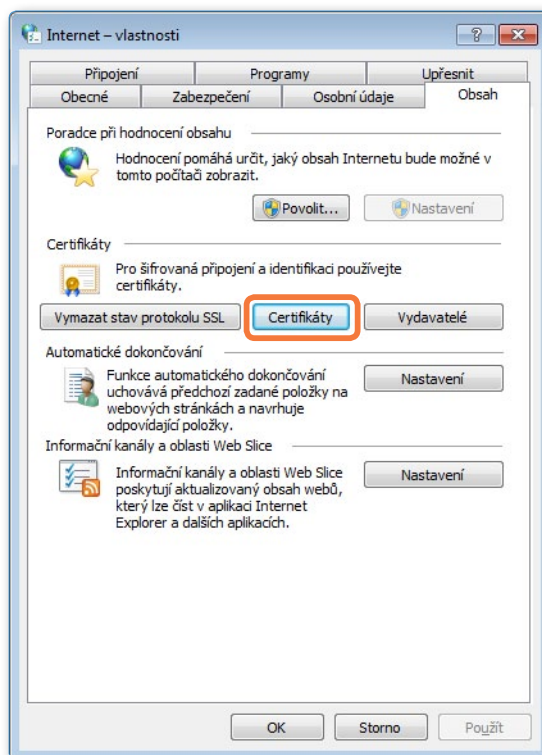 Internet – vlastnosti
Připojení Programy Upřesnit
Obecné Zabezpečení Osobní údaje Obsah
Poradce při hodnocení obsahu
Hodnocení pomáhá určit, jaký obsah Internetu bude možné v
tomto počítači zobrazit.
Povolit... Nastavení
Certifikáty
Pro šifrovaná připojení a identifikaci používejte
certifikáty.
Vymazat stav protokolu SSL Certifikáty Vydavatelé
Automatické dokončování
Funkce automatického dokončování
uchovává předchozí zadané položky na
webových stránkách a navrhuje
odpovídající položky.
Nastavení
Informační kanály a oblasti Web Slice
Informační kanály a oblasti Web Slice
poskytují aktualizovaný obsah webů,
který lze číst v aplikaci Internet
Explorer a dalších aplikacích.
Nastavení
OK Storno Použít